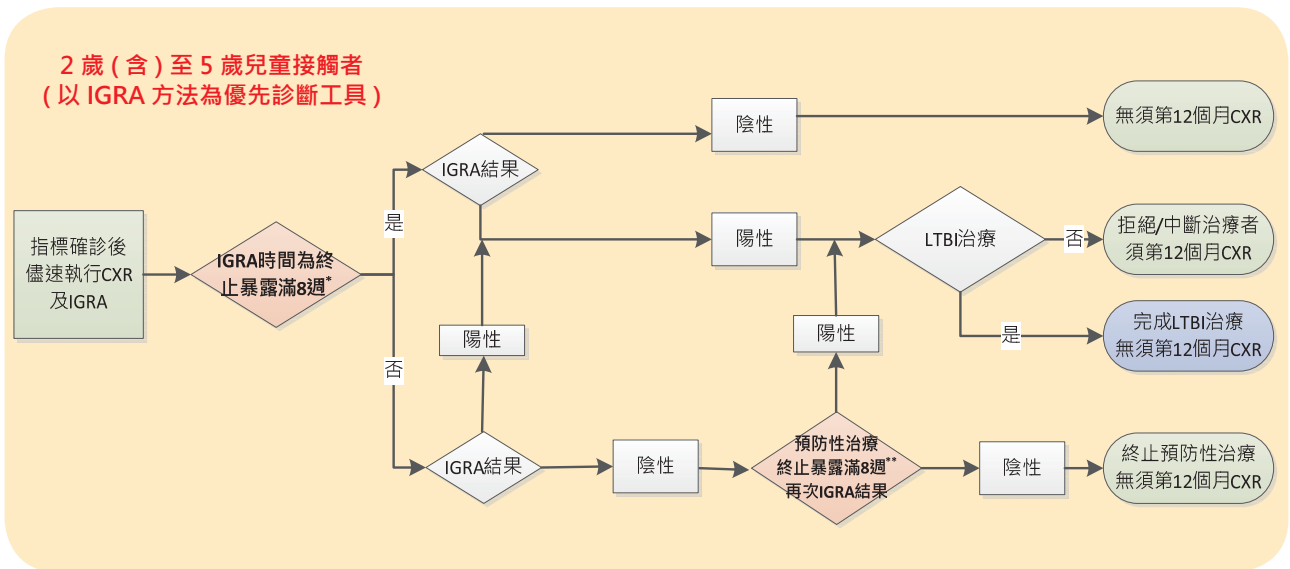 2 歲 ( 含 ) 至 5 歲兒童接觸者
( 以 IGRA 方法為優先診斷工具 )
指標確診後
儘速執行CXR
及IGRA
IGRA時間為終
止暴露滿8週*
是
否
IGRA結果
陰性
無須第12個月CXR
陽性
LTBI治療
否
拒絕/中斷治療者
須第12個月CXR
是
完成LTBI治療
無須第12個月CXR
陽性
陽性
IGRA結果
陰性
預防性治療
終止暴露滿8週**
再次IGRA結果
陰性
終止預防性治療
無須第12個月CXR